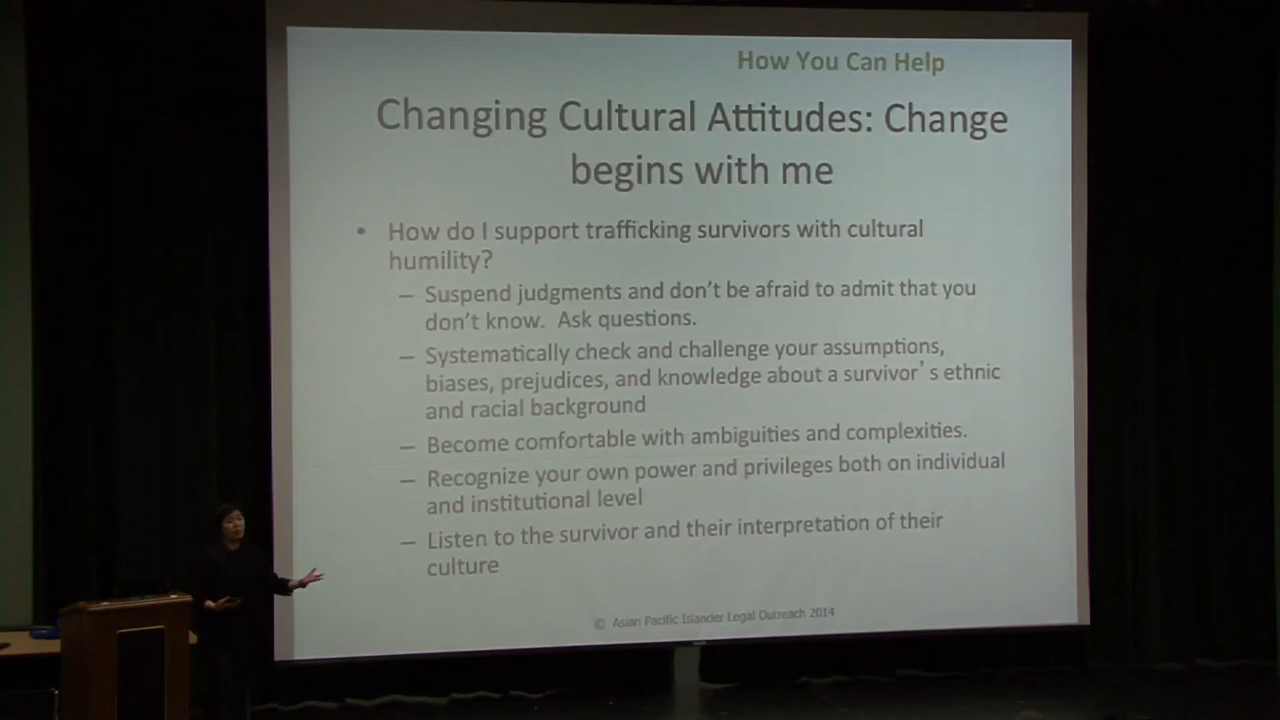 How You Can Help
Changing Cultural Attitudes: Change
begins with me
• How do I support trafficking survivors with cultural
humility?
– Suspend judgments and don't be afraid to admit that you
don't know. Ask questions.
– Systematically check and challenge your assumptions,
biases, prejudices, and knowledge about a survivor's ethnic
and racial background
– Become comfortable with ambiguities and complexities.
– Recognize your own power and privileges both on individual
and institutional level
– Listen to the survivor and their interpretation of their
culture
© Asian Pacific Islander Legal Outreach 2014